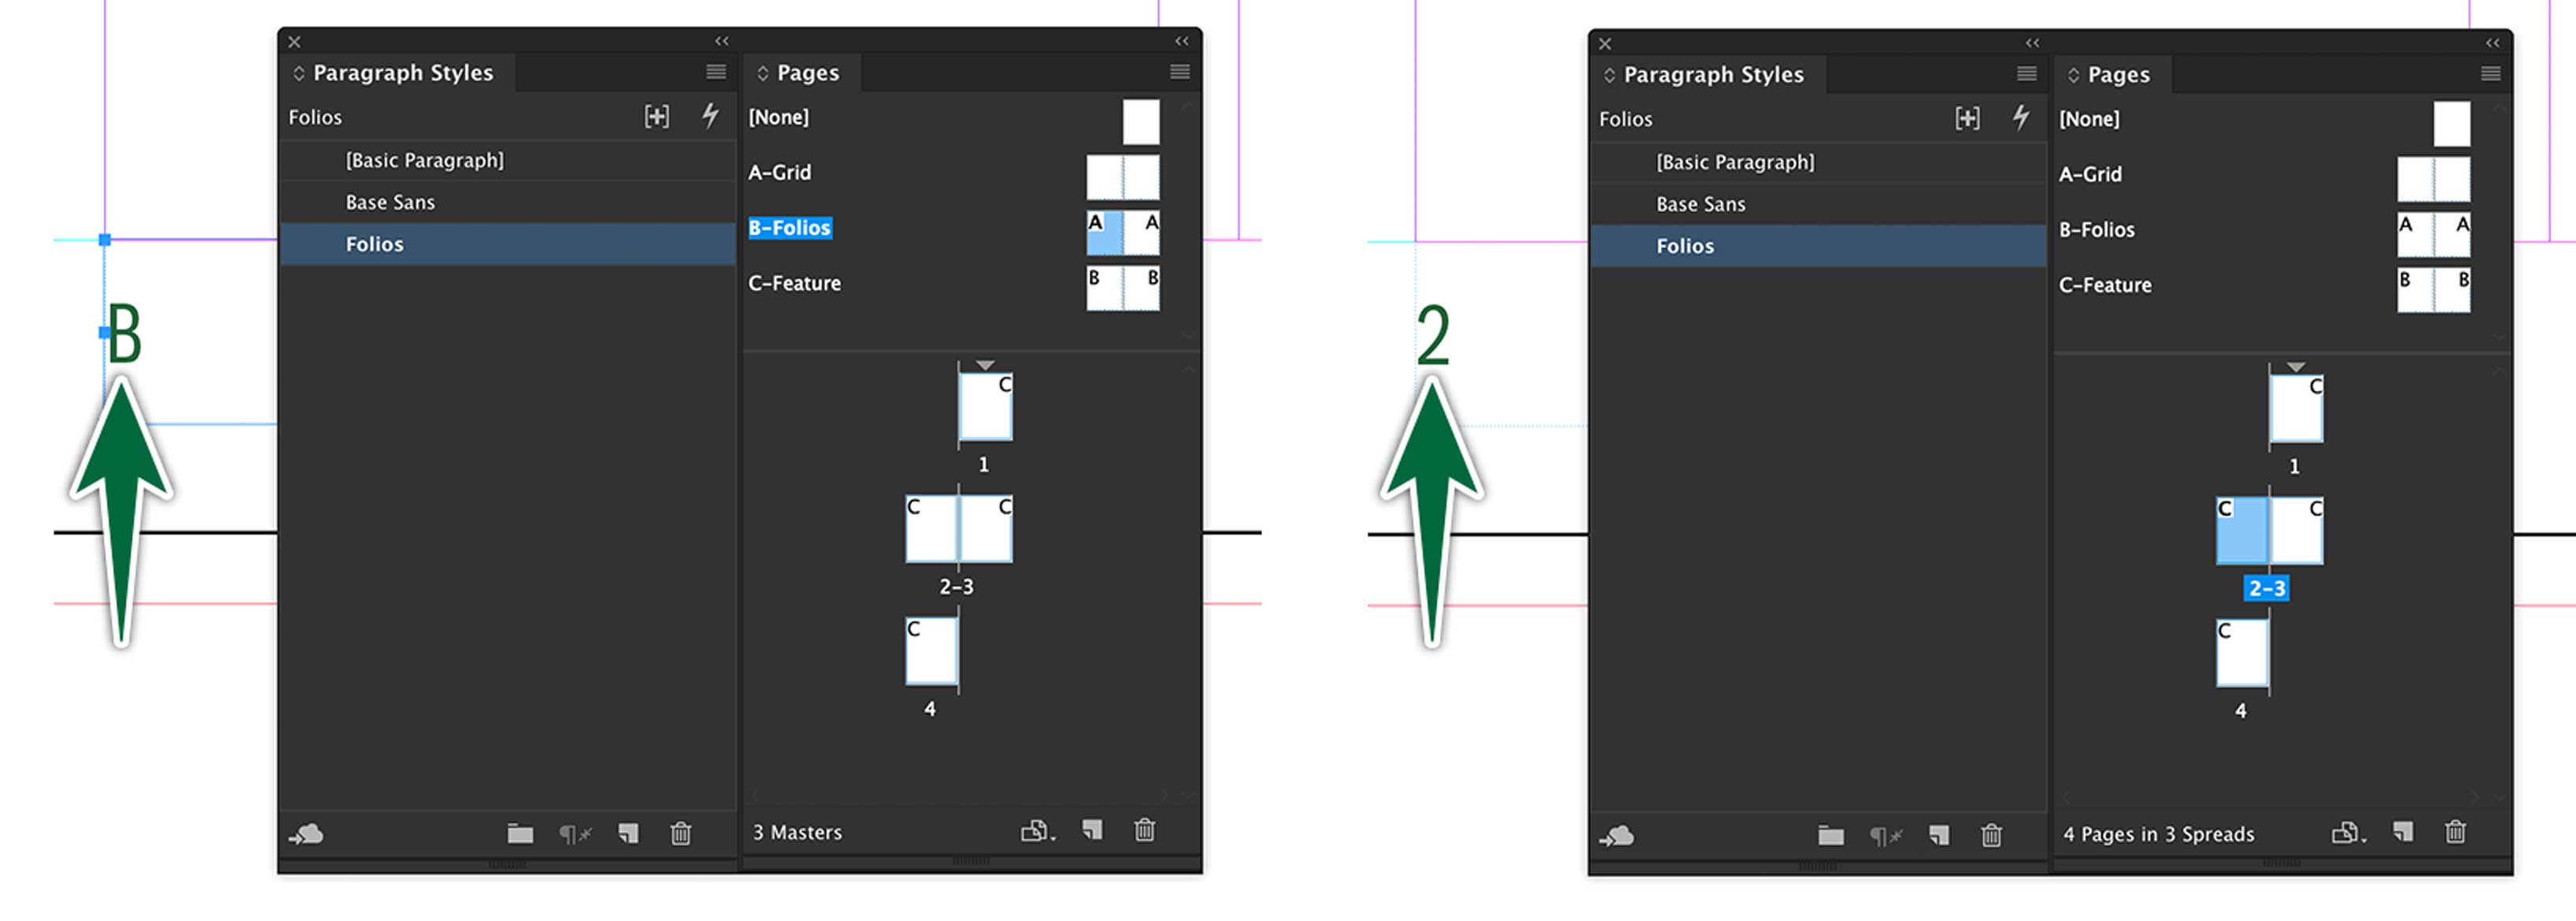 Paragraph Styles
Folios
[Basic Paragraph]
Base Sans
Folios
B
Pages
[None]
A-Grid
B-Folios
A A
C-Feature
B B
C
1
C C
2-3
C
4
3 Masters
Paragraph Styles
Folios
[Basic Paragraph]
Base Sans
Folios
2
Pages
[None]
A-Grid
B-Folios
A A
C-Feature
B B
C
1
C C
2-3
C
4
4 Pages in 3 Spreads